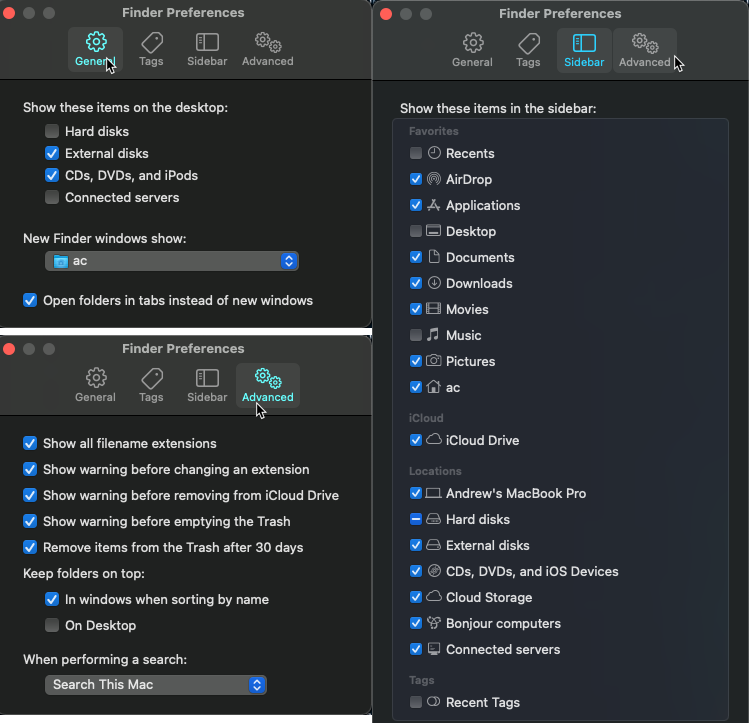 Finder Preferences
General
Tags
Sidebar
Advanced
Show these items on the desktop:
Hard disks
External disks
CDs, DVDs, and iPods
Connected servers
New Finder windows show:
ac
Open folders in tabs instead of new windows
Finder Preferences
General
Tags
Sidebar
Advanced
Show all filename extensions
Show warning before changing an extension
Show warning before removing from iCloud Drive
Show warning before emptying the Trash
Remove items from the Trash after 30 days
Keep folders on top:
In windows when sorting by name
On Desktop
When performing a search:
Search This Mac
Finder Preferences
General
Tags
Sidebar
Advanced
Show these items in the sidebar:
Favorites
Recents
AirDrop
Applications
Desktop
Documents
Downloads
Movies
Music
Pictures
ac
iCloud
iCloud Drive
Locations
Andrew's MacBook Pro
Hard disks
External disks
CDs, DVDs, and iOS Devices
Cloud Storage
Bonjour computers
Connected servers
Tags
Recent Tags